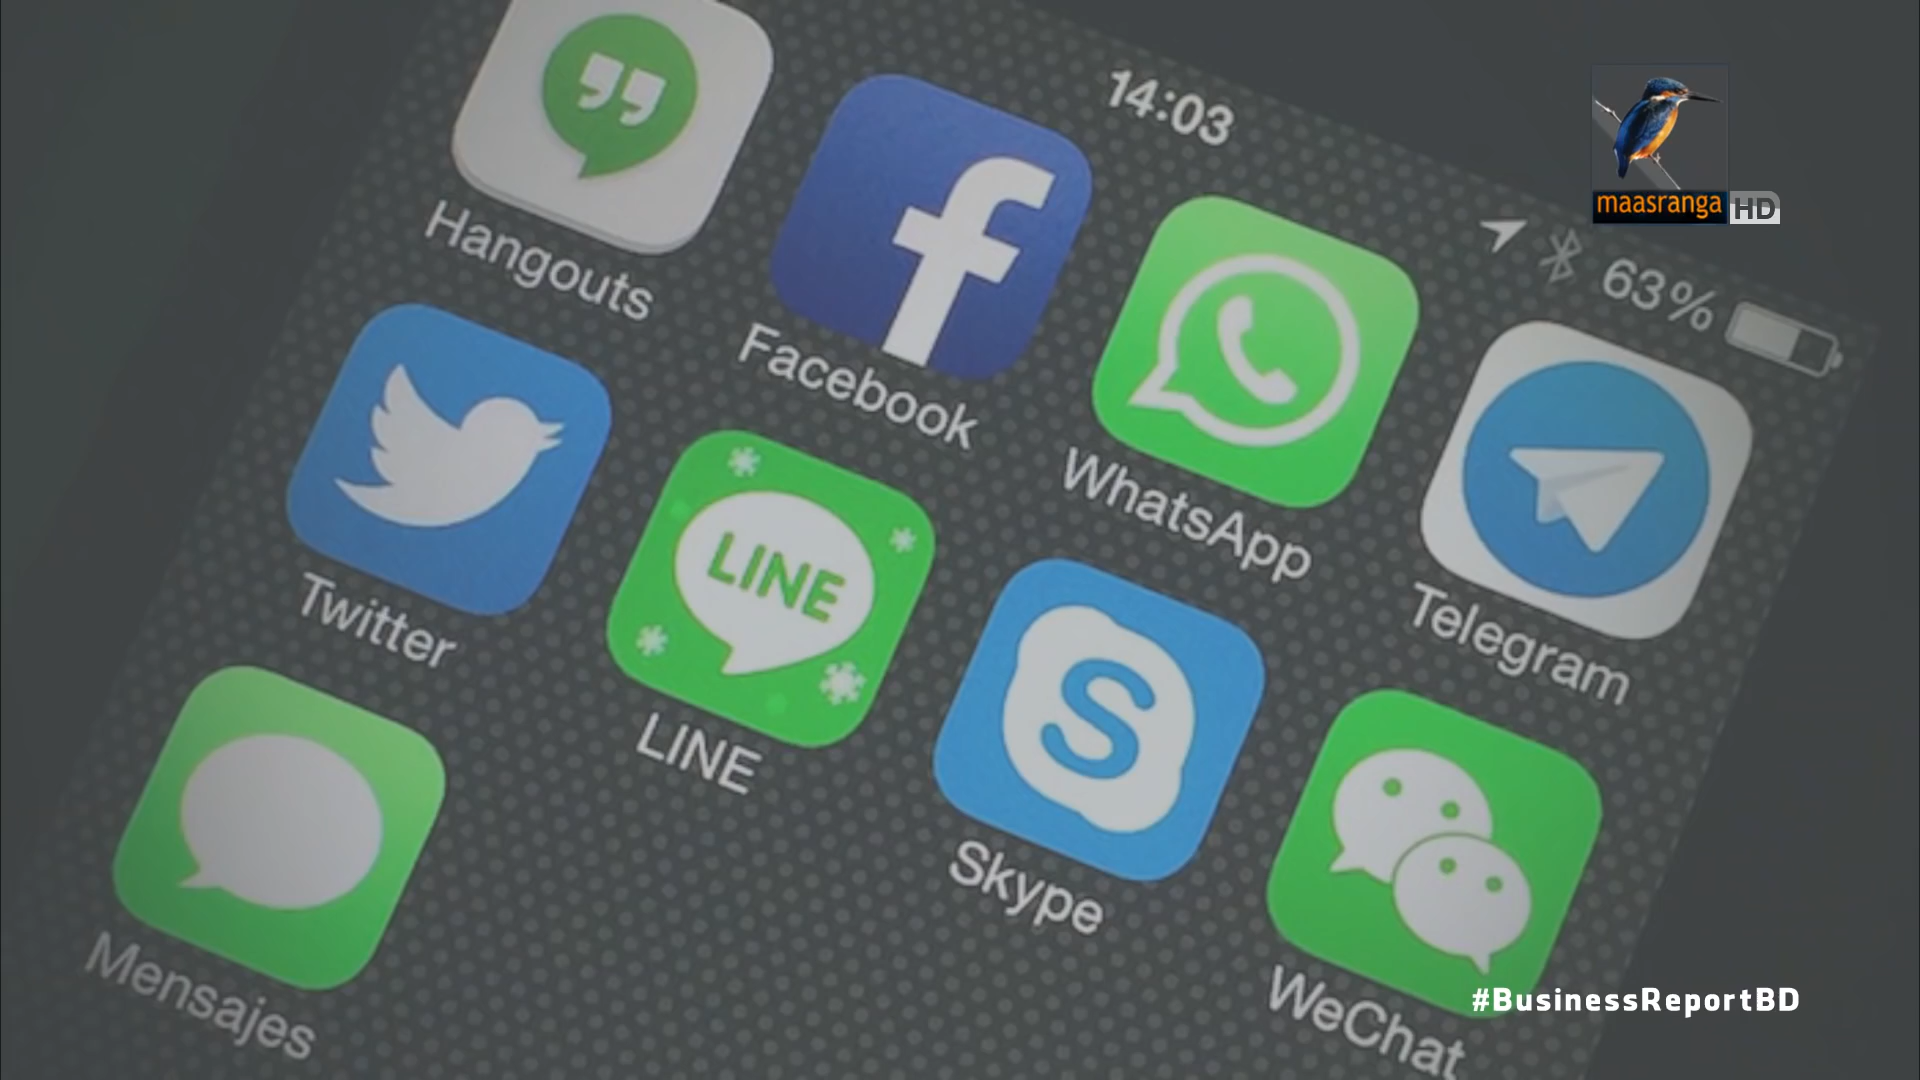 14:03
63%
maasranga HD
Hangouts
Facebook
WhatsApp
Telegram
Twitter
LINE
LINE
Skype
WeChat
Mensajes
#BusinessReportBD